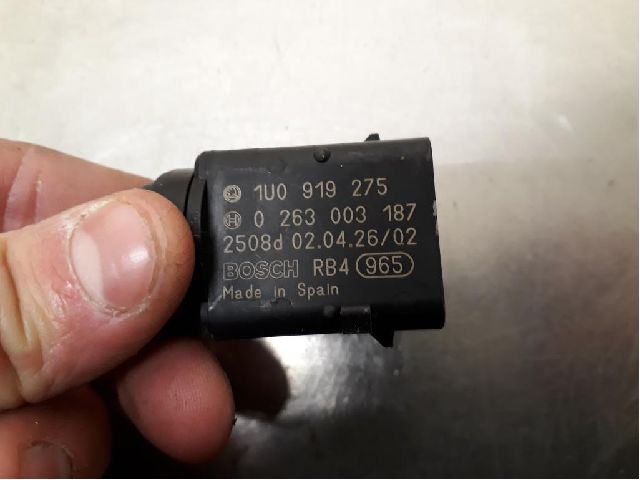 1U0 919 275
0 263 003 187
2508d 02.04.26/02
BOSCH RB4 965
Made in Spain